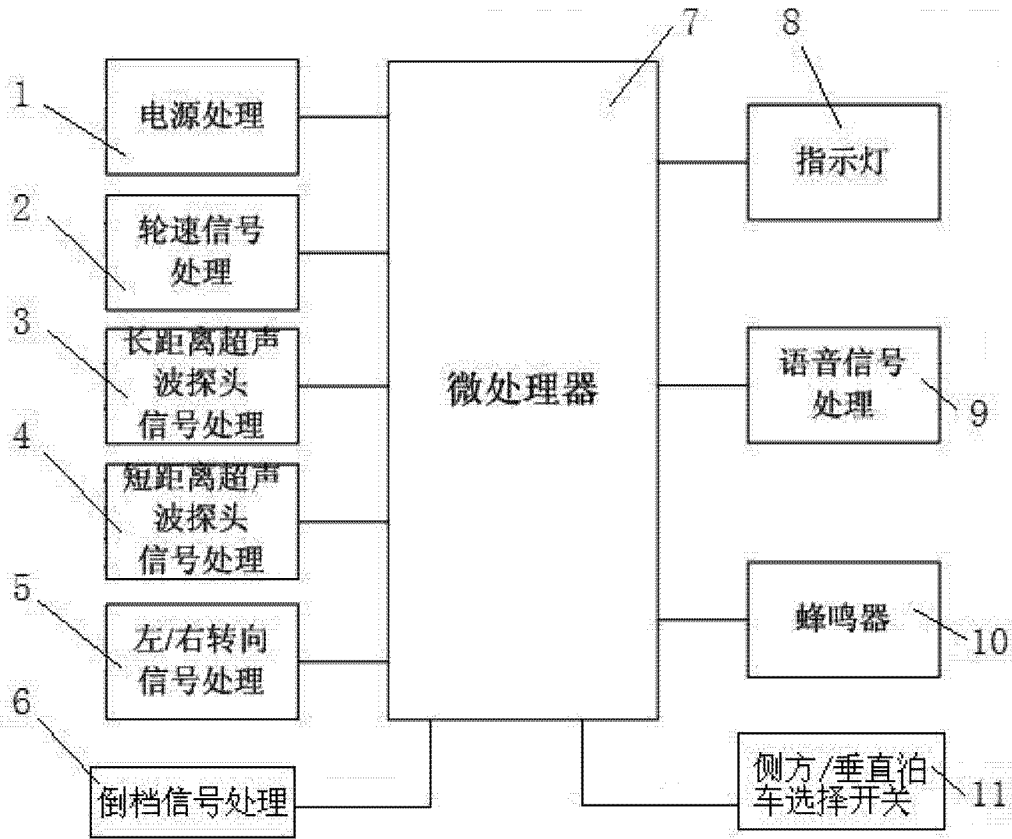 7
8
1
电源处理
指示灯
2
轮速信号
处理
3
长距离超声
波探头
信号处理
微处理器
语音信号
处理
9
4
短距离超声
波探头
信号处理
5
左/右转向
信号处理
蜂鸣器
10
6
倒档信号处理
侧方/垂直泊
车选择开关
11